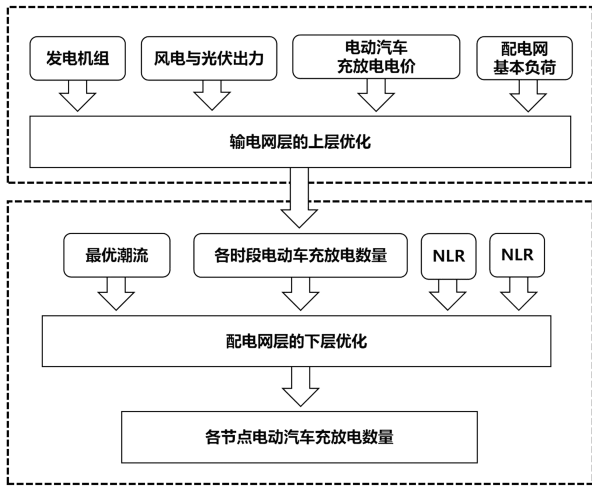 发电机组
风电与光伏出力
电动汽车
充放电电价
配电网
基本负荷
输电网层的上层优化
最优潮流
各时段电动车充放电数量
NLR
NLR
配电网层的下层优化
各节点电动汽车充放电数量